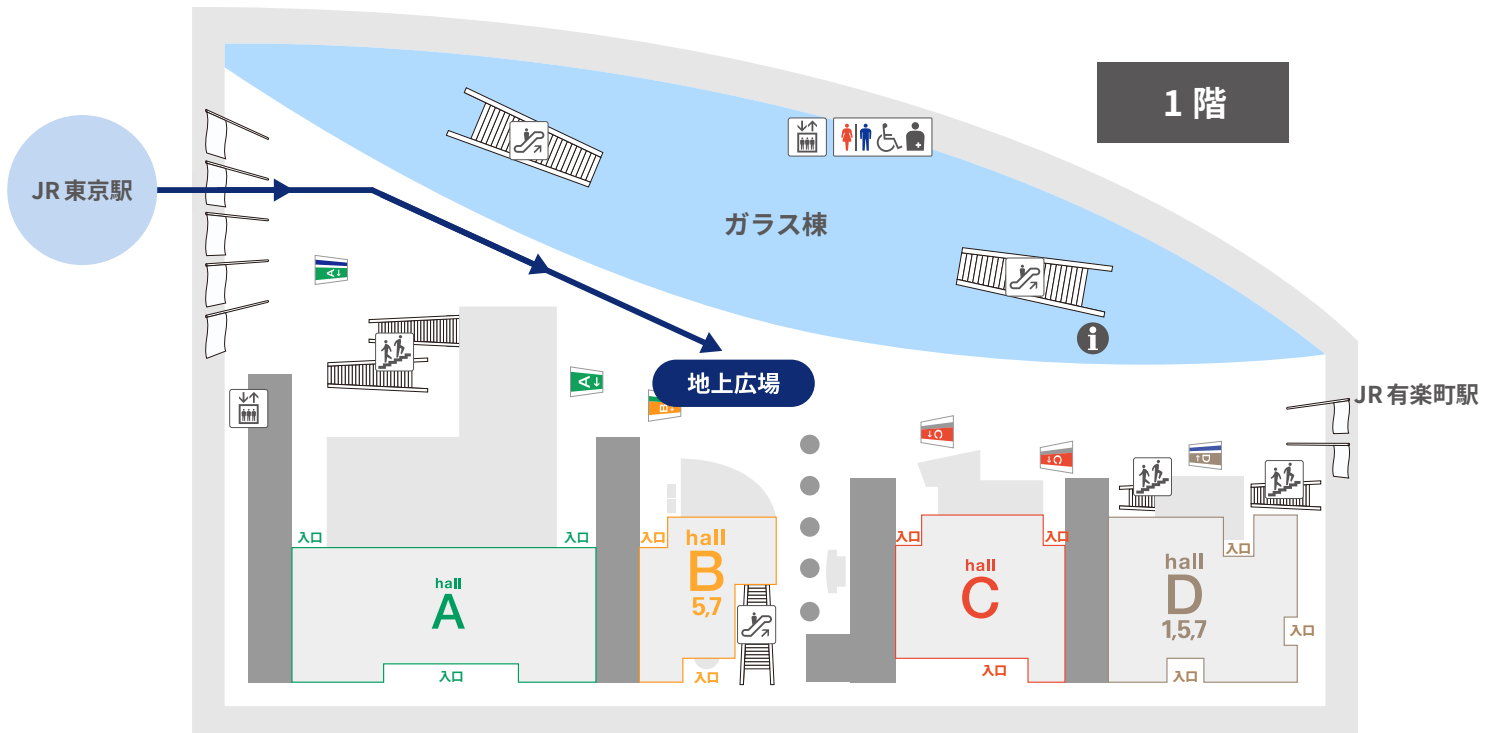 1階
JR東京駅
ガラス棟
A↓
A↓
B
地上広場
JR有楽町駅
C↓
C↓
D↓
入口
入口
入口
入口
入口
入口
hall
A
入口
hall
B
5,7
入口
hall
C
入口
hall
D
1,5,7
入口
入口